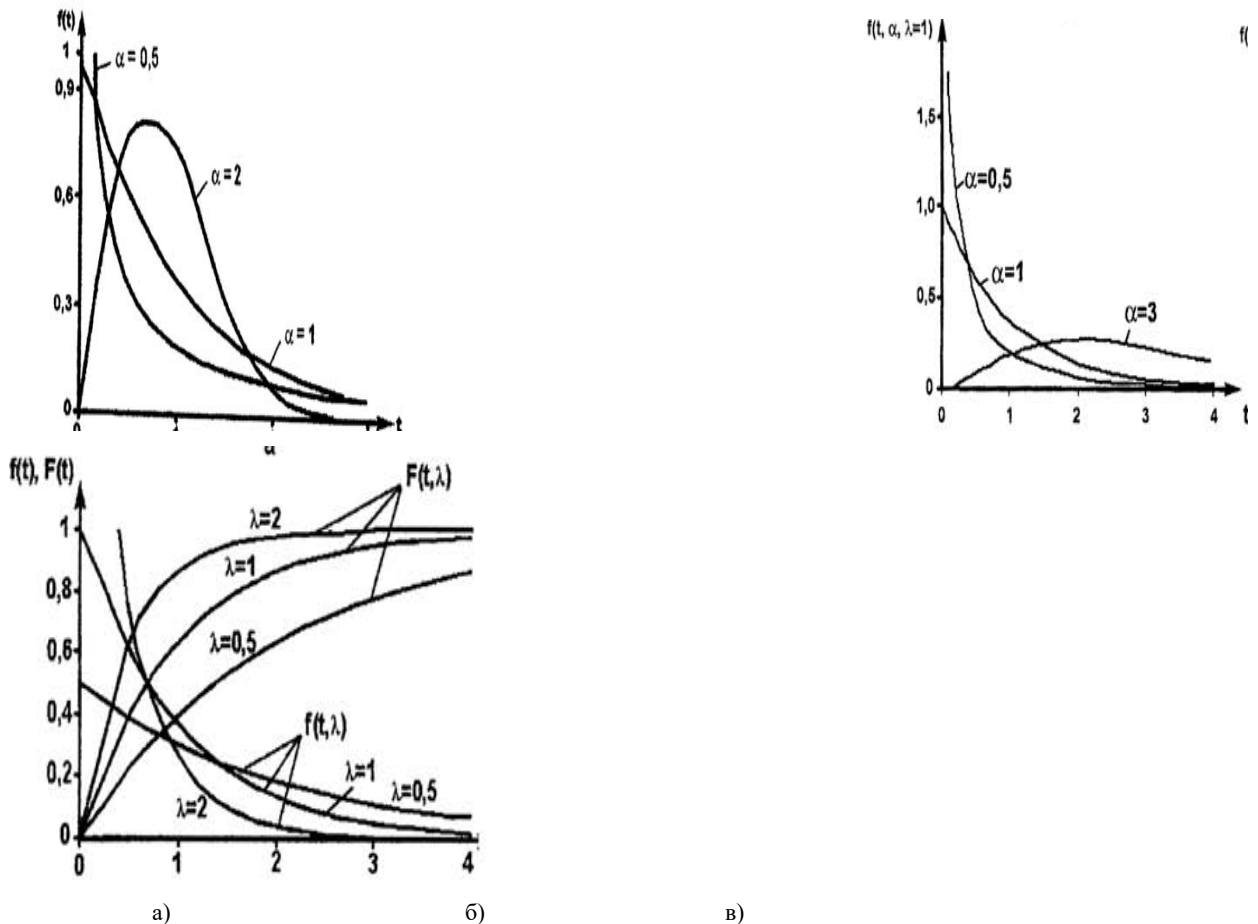 f(t)
1
0,9
0,6
0,3
0
α = 0,5
α = 2
α = 1
f(t, α, λ=1)
1,5
1,0
0,5
0
α=0,5
α=1
α=3
1 2 3 4 t
f(t), F(t)
1
0,8
0,6
0,4
0,2
0
F(t,λ)
λ=2
λ=1
λ=0,5
f(t,λ)
λ=1
λ=0,5
λ=2
0 1 2 3 4
а) б) в)